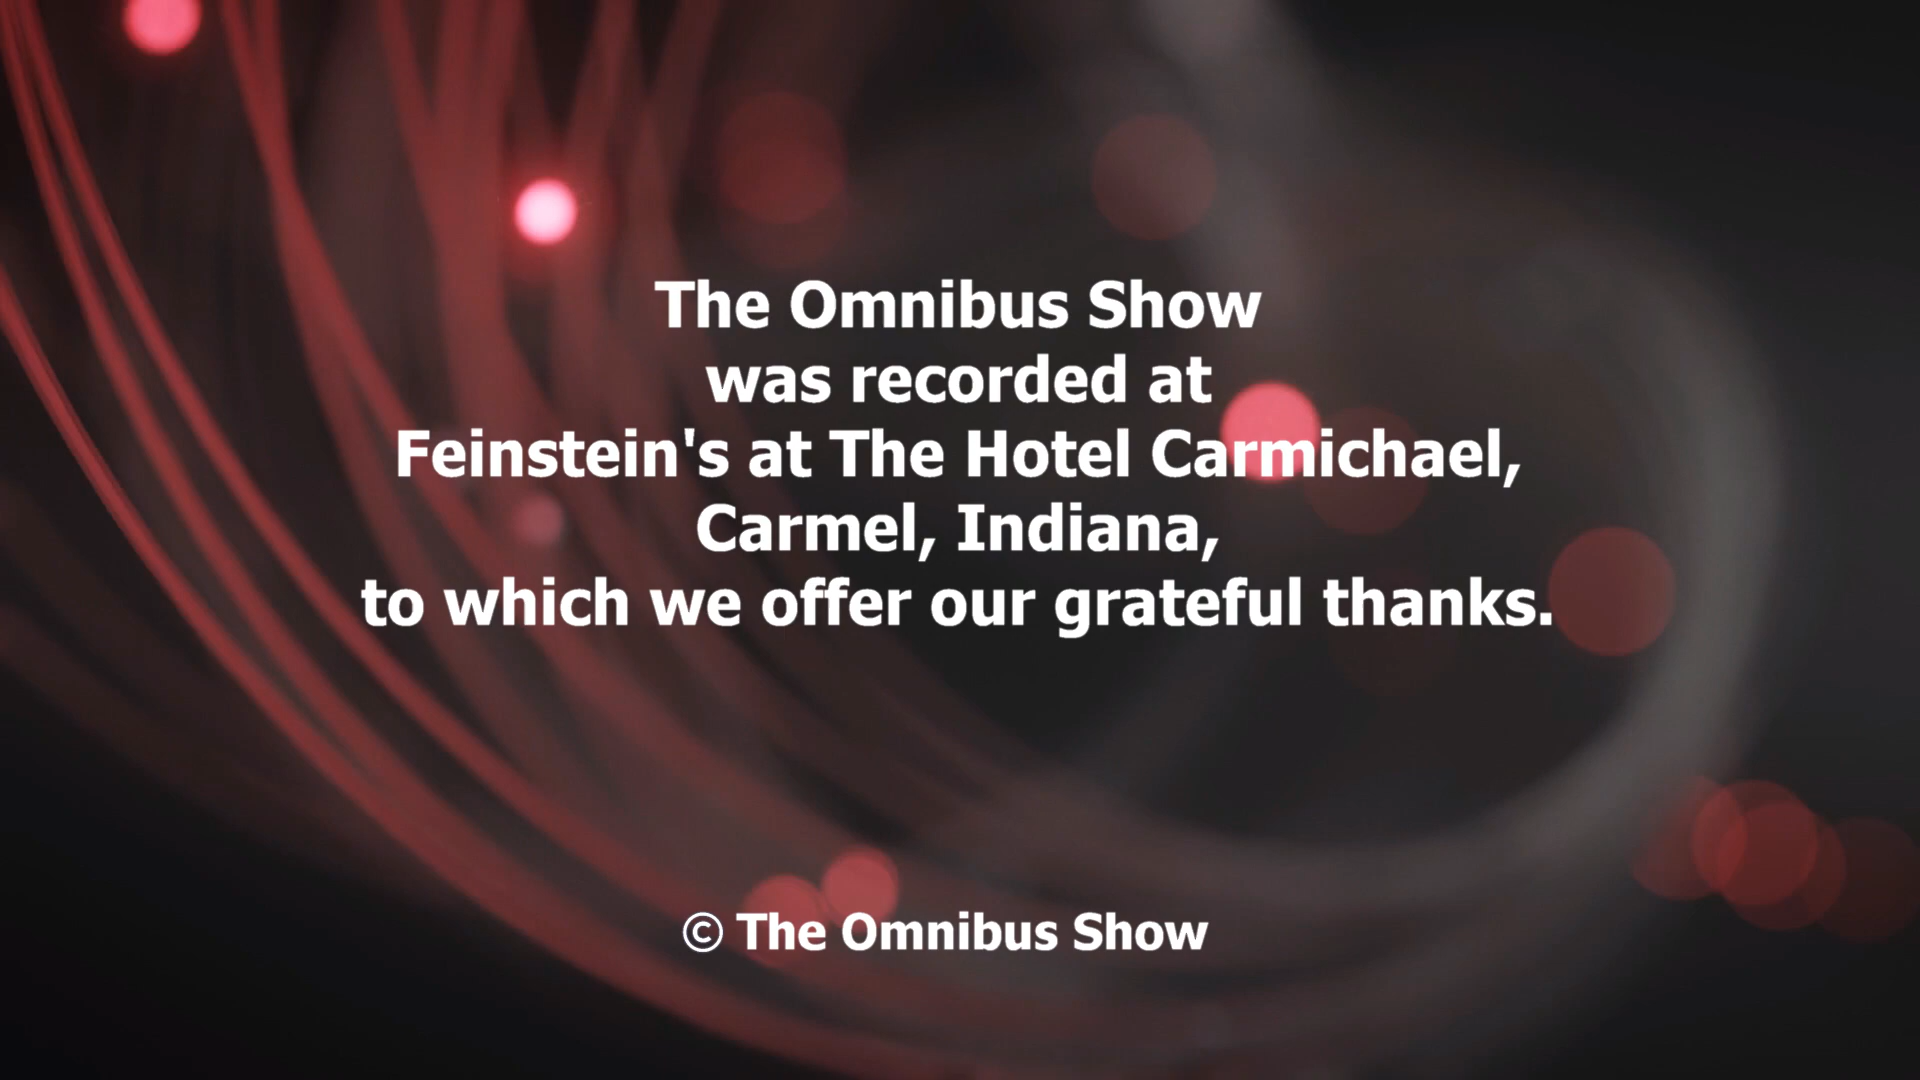 The Omnibus Show
was recorded at
Feinstein's at The Hotel Carmichael,
Carmel, Indiana,
to which we offer our grateful thanks.
© The Omnibus Show